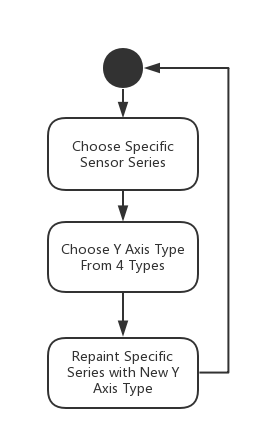 Choose Specific
Sensor Series
Choose Y Axis Type
From 4 Types
Repaint Specific
Series with New Y
Axis Type